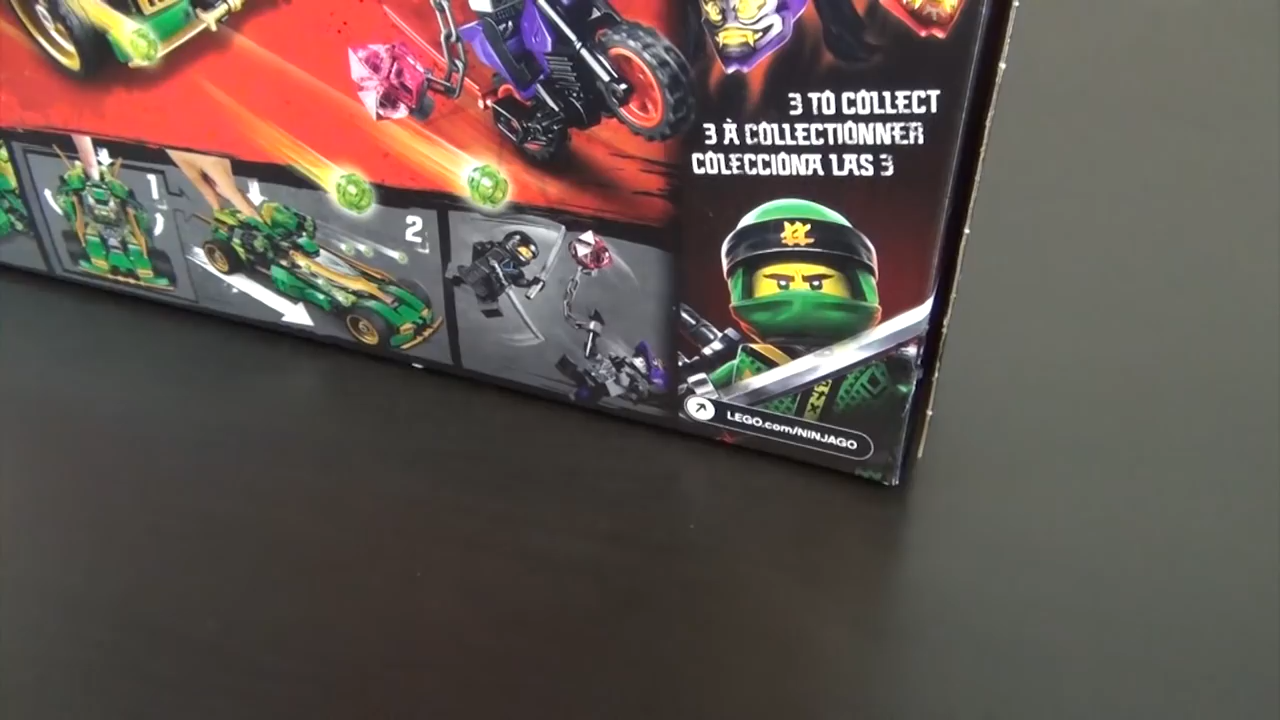 3 TO COLLECT
3 À COLLECTIONNER
COLECCIONA LAS 3
1
2
LEGO.com/NINJAGO